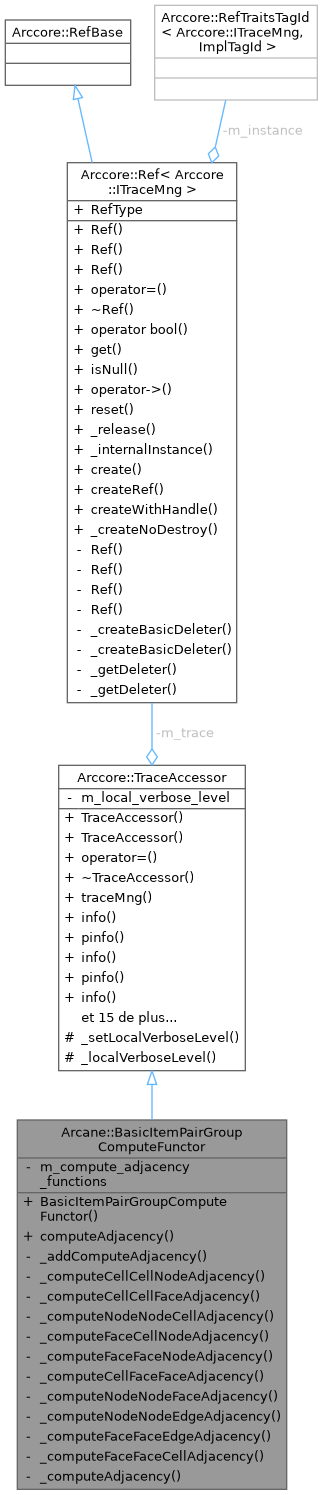 Arccore::RefBase
Arccore::RefTraitsTagId
< Arccore::ITraceMng,
ImplTagId >
-m_instance
Arccore::Ref< Arccore
::ITraceMng >
+ RefType
+ Ref()
+ Ref()
+ Ref()
+ operator=()
+ ~Ref()
+ operator bool()
+ get()
+ isNull()
+ operator->()
+ reset()
+ _release()
+ _internalInstance()
+ create()
+ createRef()
+ createWithHandle()
+ _createNoDestroy()
- Ref()
- Ref()
- Ref()
- Ref()
- _createBasicDeleter()
- _createBasicDeleter()
- _getDeleter()
- _getDeleter()
-m_trace
Arccore::TraceAccessor
- m_local_verbose_level
+ TraceAccessor()
+ TraceAccessor()
+ operator=()
+ ~TraceAccessor()
+ traceMng()
+ info()
+ pinfo()
+ info()
+ pinfo()
+ info()
et 15 de plus...
# _setLocalVerboseLevel()
# _localVerboseLevel()
Arcane::BasicItemPairGroup
ComputeFunctor
- m_compute_adjacency
_functions
+ BasicItemPairGroupCompute
Functor()
+ computeAdjacency()
- _addComputeAdjacency()
- _computeCellCellNodeAdjacency()
- _computeCellCellFaceAdjacency()
- _computeNodeNodeCellAdjacency()
- _computeFaceCellNodeAdjacency()
- _computeFaceFaceNodeAdjacency()
- _computeCellFaceFaceAdjacency()
- _computeNodeNodeFaceAdjacency()
- _computeNodeNodeEdgeAdjacency()
- _computeFaceFaceEdgeAdjacency()
- _computeFaceFaceCellAdjacency()
- _computeAdjacency()